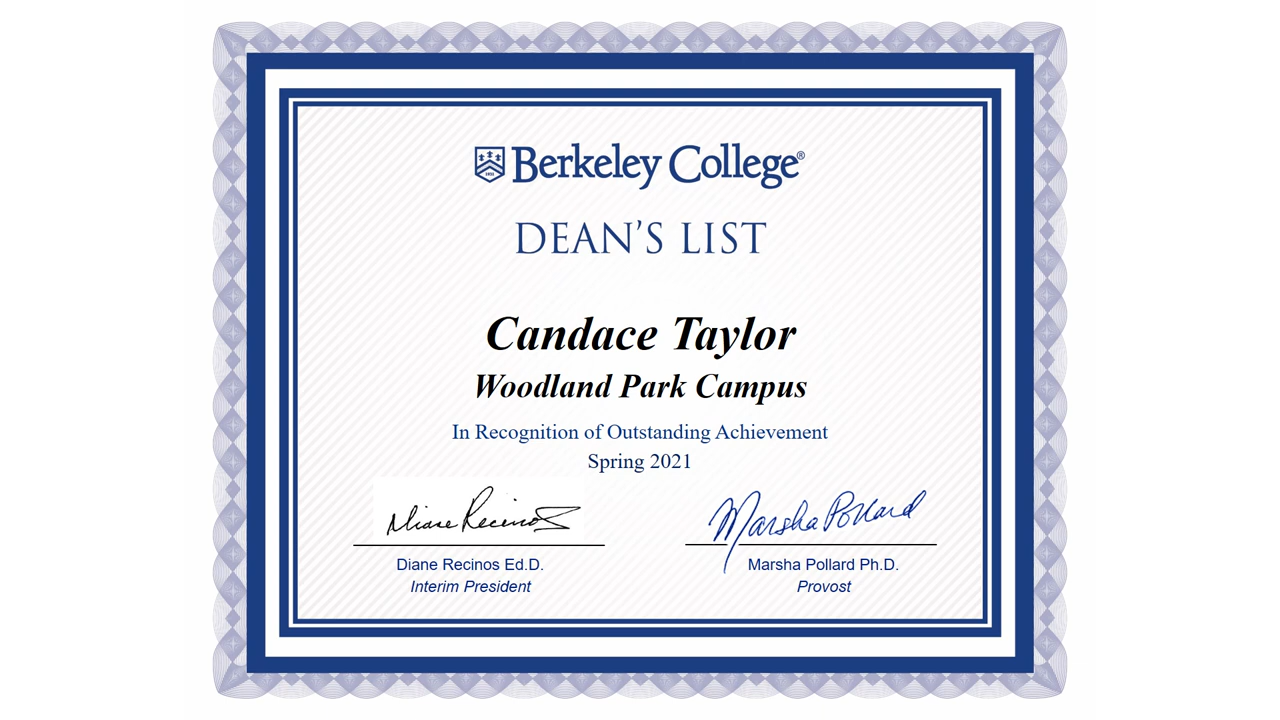 Berkeley College®
DEAN'S LIST
Candace Taylor
Woodland Park Campus
In Recognition of Outstanding Achievement
Spring 2021
Diane Recinos
Marsha Pollard
Diane Recinos Ed.D.
Marsha Pollard Ph.D.
Interim President
Provost